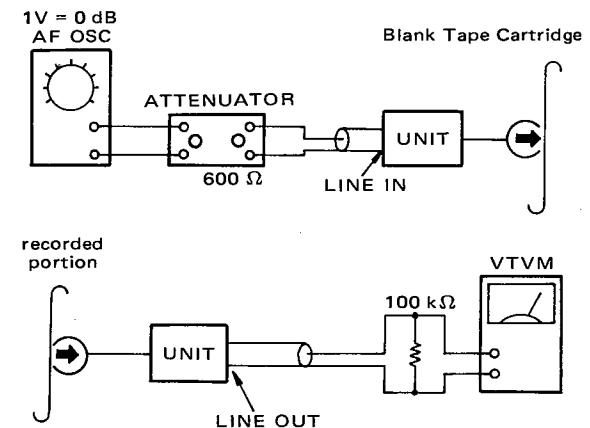 1V = 0 dB
AF OSC
Blank Tape Cartridge
ATTENUATOR
UNIT
600 Ω
LINE IN
recorded
portion
VTVM
100 kΩ
UNIT
LINE OUT